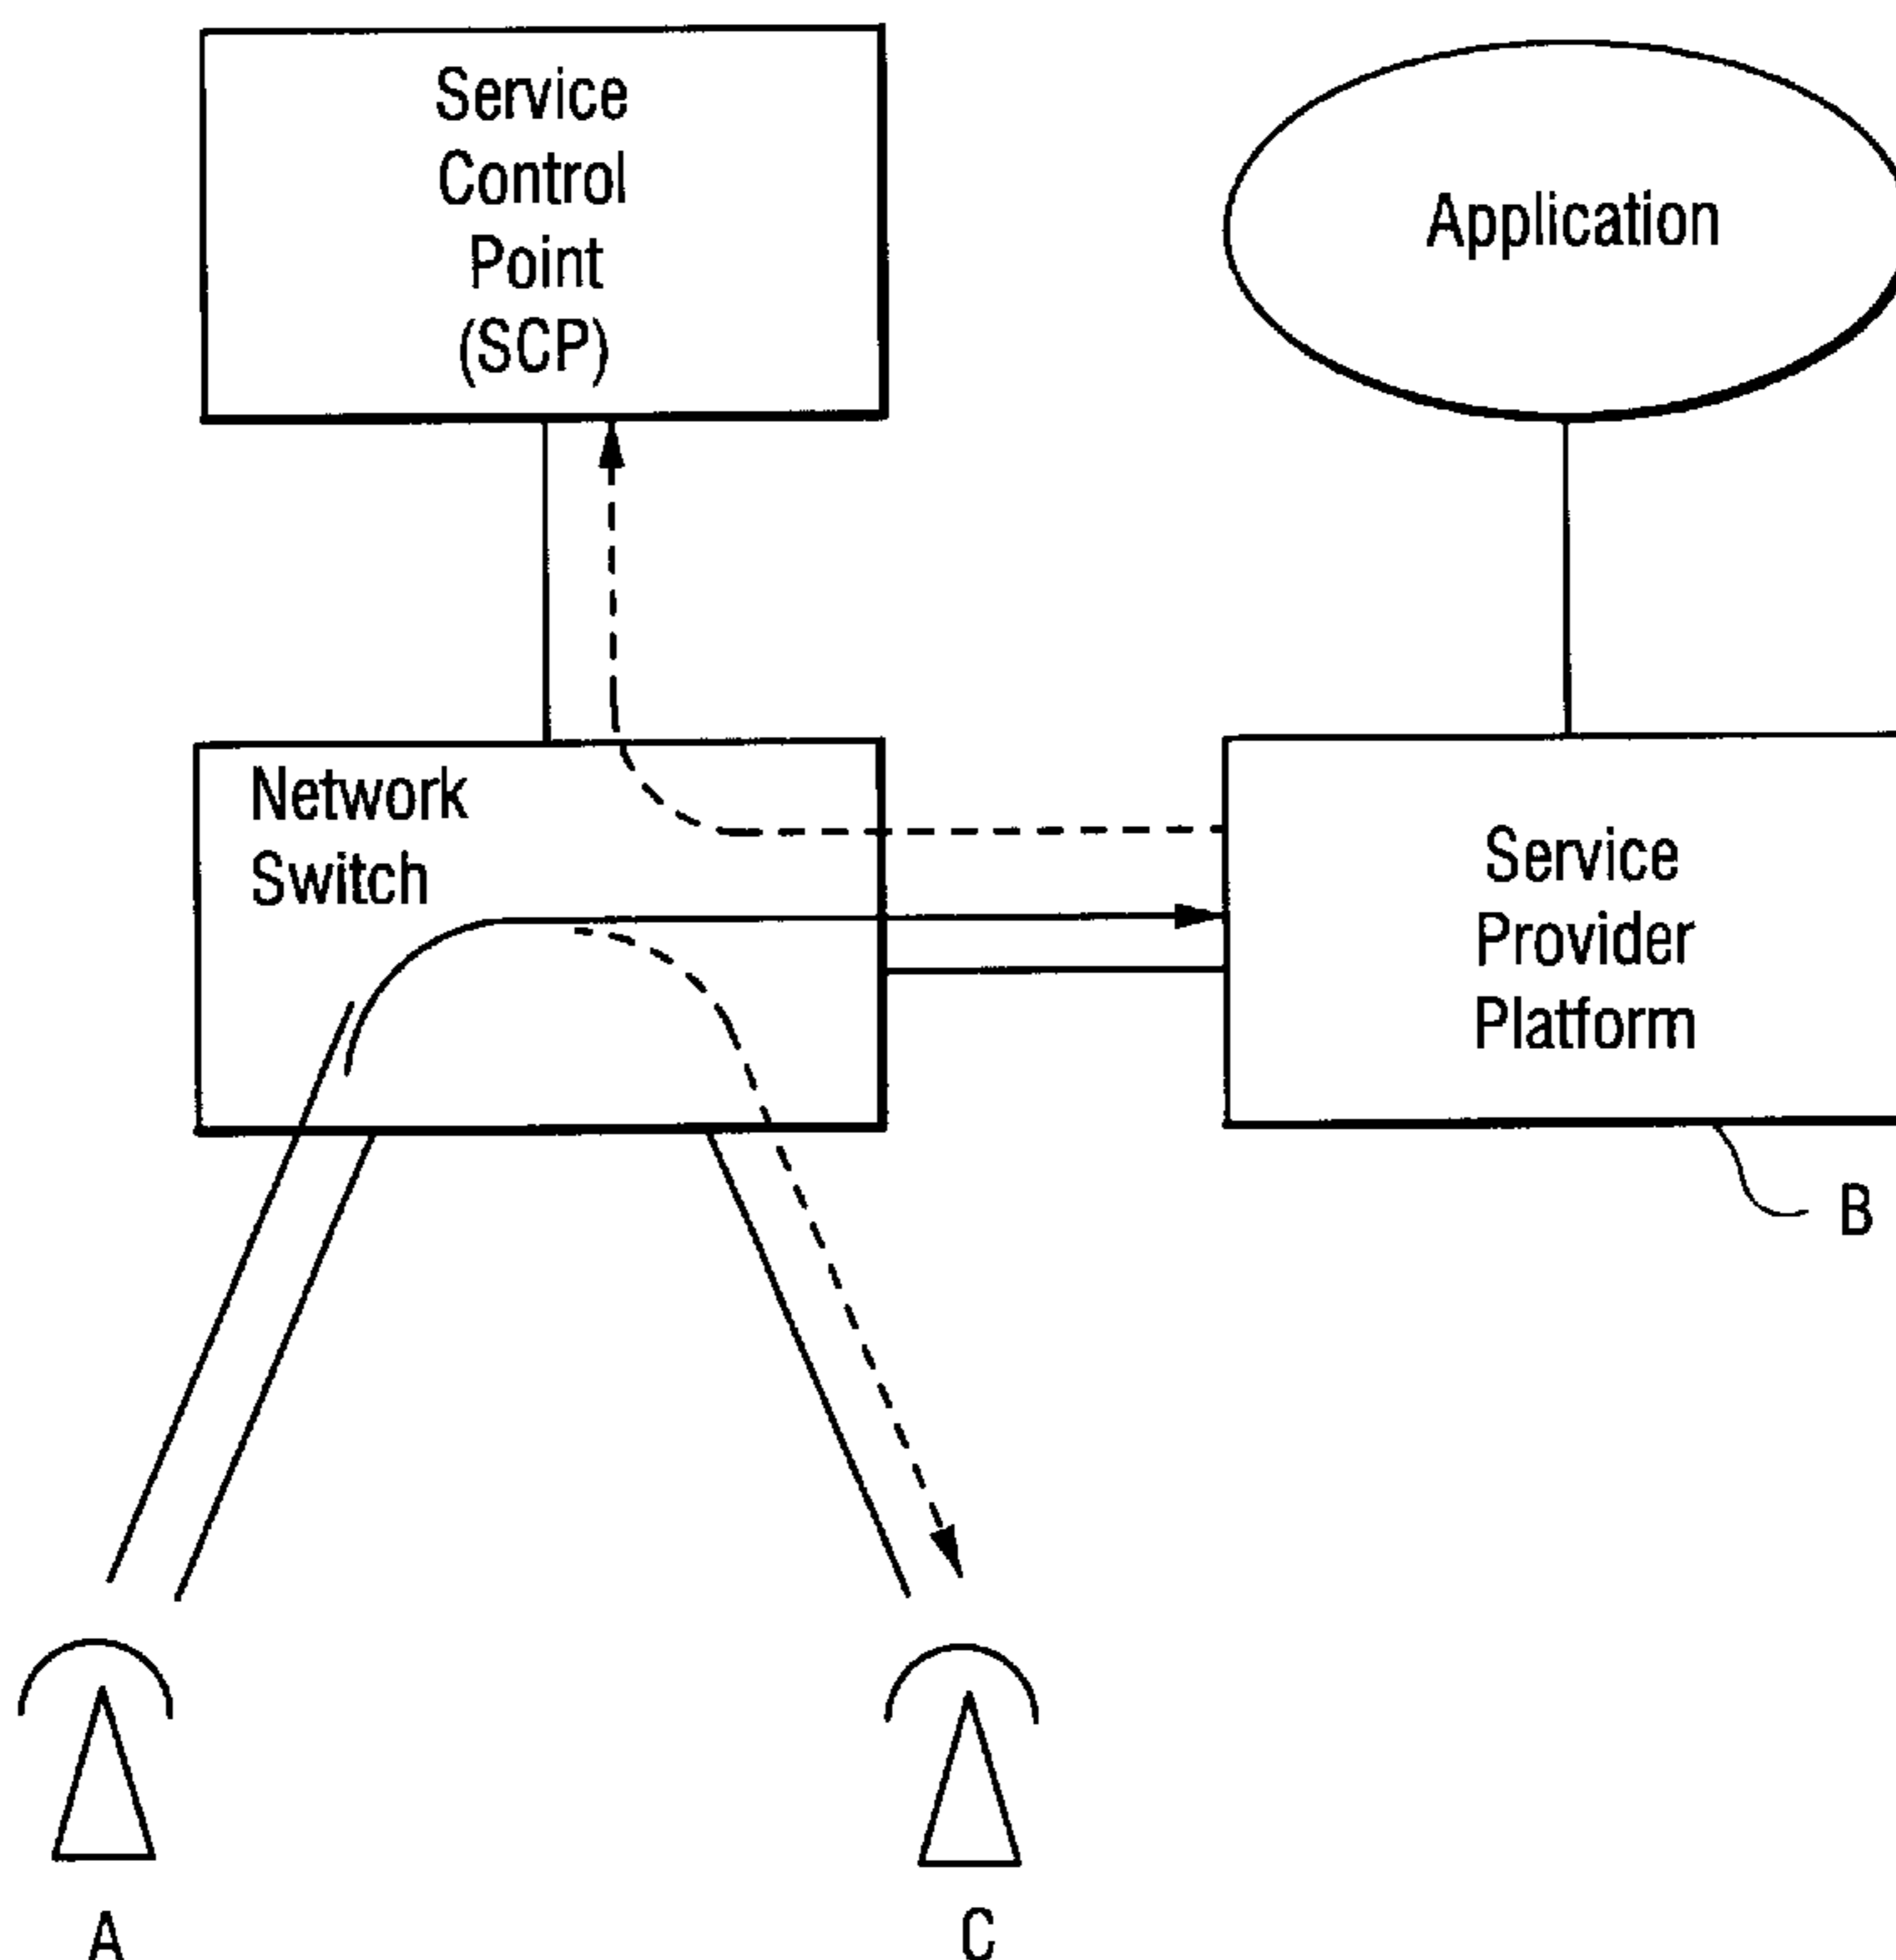 Service
Control
Point
(SCP)
Application
Network
Switch
Service
Provider
Platform
B
A
C